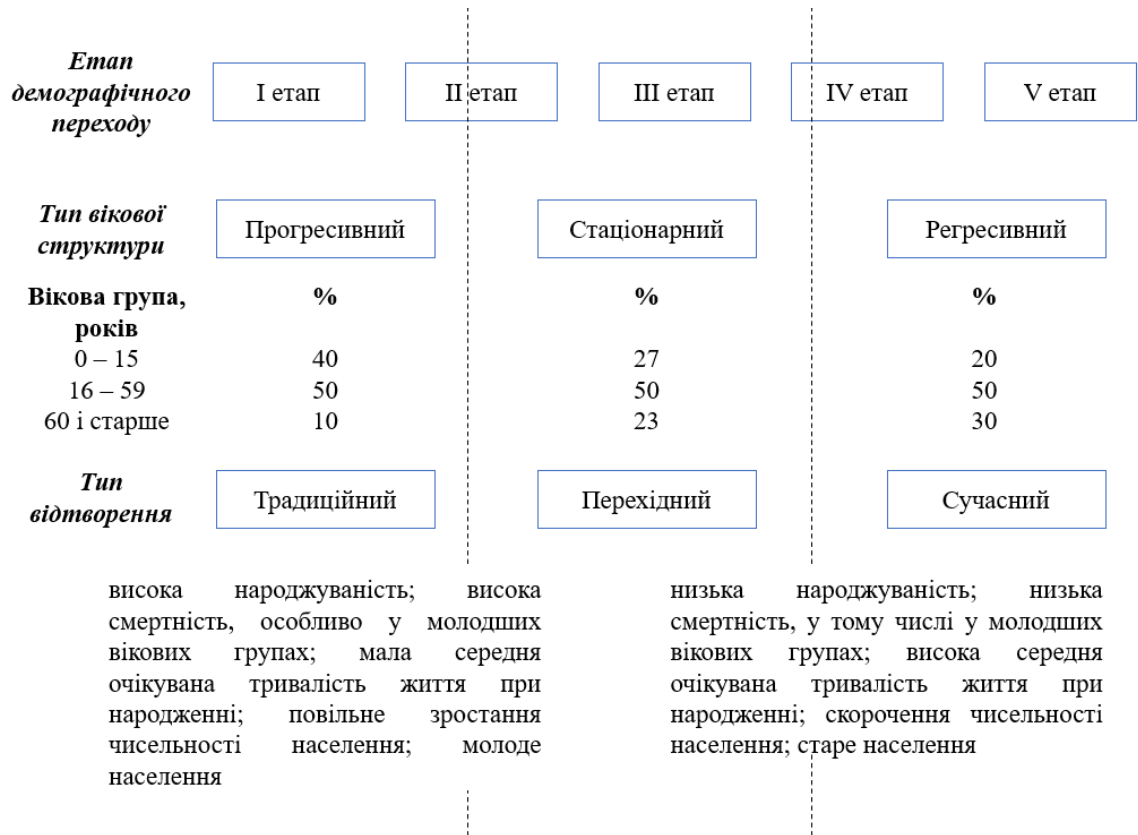 Етап
демографічного
переходу
І етап
ІІ етап
ІІІ етап
IV етап
V етап
Тип вікової
структури
Прогресивний
Стаціонарний
Регресивний
Вікова група,
років
%
%
%
0 – 15
40
27
20
16 – 59
50
50
50
60 і старше
10
23
30
Тип
відтворення
Традиційний
Перехідний
Сучасний
висока народжуваність; висока
смертність, особливо у молодших
вікових групах; мала середня
очікувана тривалість життя при
народженні; повільне зростання
чисельності населення; молоде
населення
низька народжуваність; низька
смертність, у тому числі у молодших
вікових групах; висока середня
очікувана тривалість життя при
народженні; скорочення чисельності
населення; старе населення